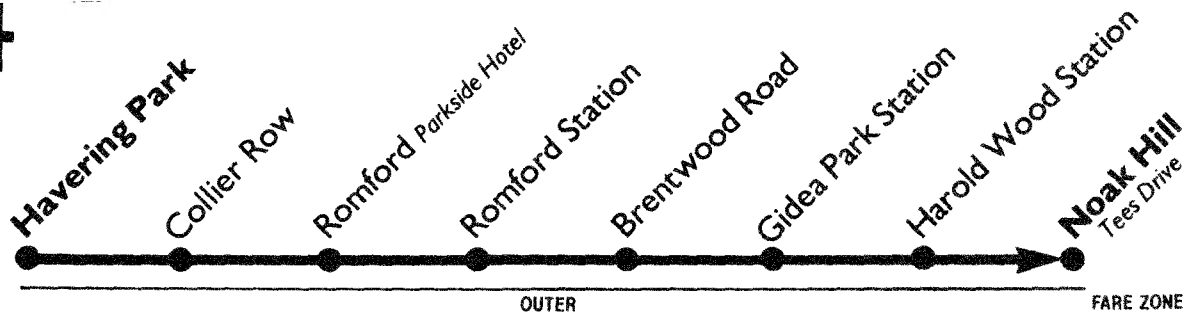 Havering Park
Collier Row
Romford Parkside Hotel
Romford Station
Brentwood Road
Gidea Park Station
Harold Wood Station
Noak Hill
Tees Drive
OUTER
FARE ZONE